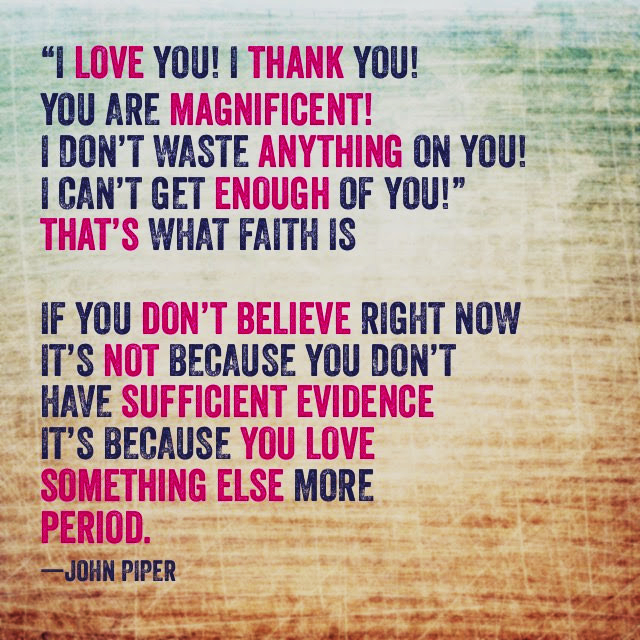 “I LOVE YOU! I THANK YOU!
YOU ARE MAGNIFICENT!
I DON’T WASTE ANYTHING ON YOU!
I CAN’T GET ENOUGH OF YOU!”
THAT’S WHAT FAITH IS
IF YOU DON’T BELIEVE RIGHT NOW
IT’S NOT BECAUSE YOU DON’T
HAVE SUFFICIENT EVIDENCE
IT’S BECAUSE YOU LOVE
SOMETHING ELSE MORE
PERIOD.
—JOHN PIPER